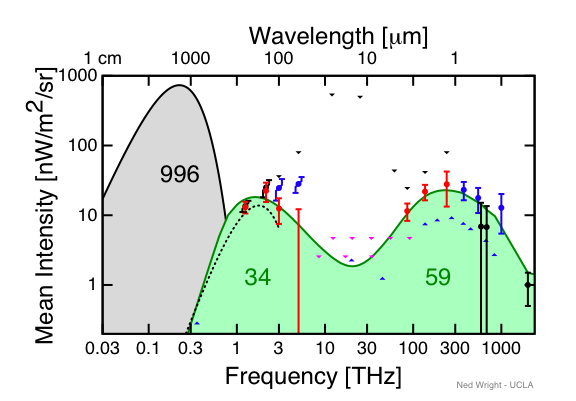 Wavelength [μm]
1 cm 1000 100 10 1
Mean Intensity [nW/m²/sr]
1000
100
10
1
996
34
59
0.03 0.1 0.3 1 3 10 30 100 300 1000
Frequency [THz]
Ned Wright - UCLA